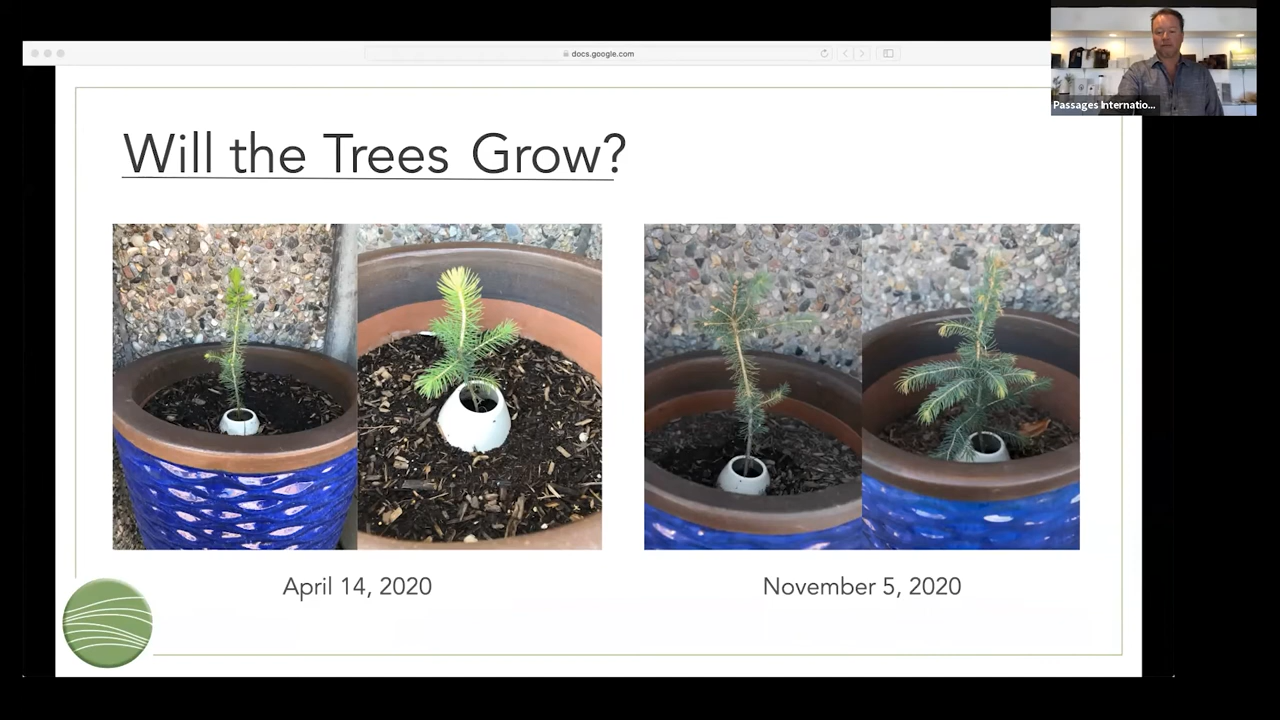 docs.google.com
Passages Internatio...
Will the Trees Grow?
April 14, 2020
November 5, 2020